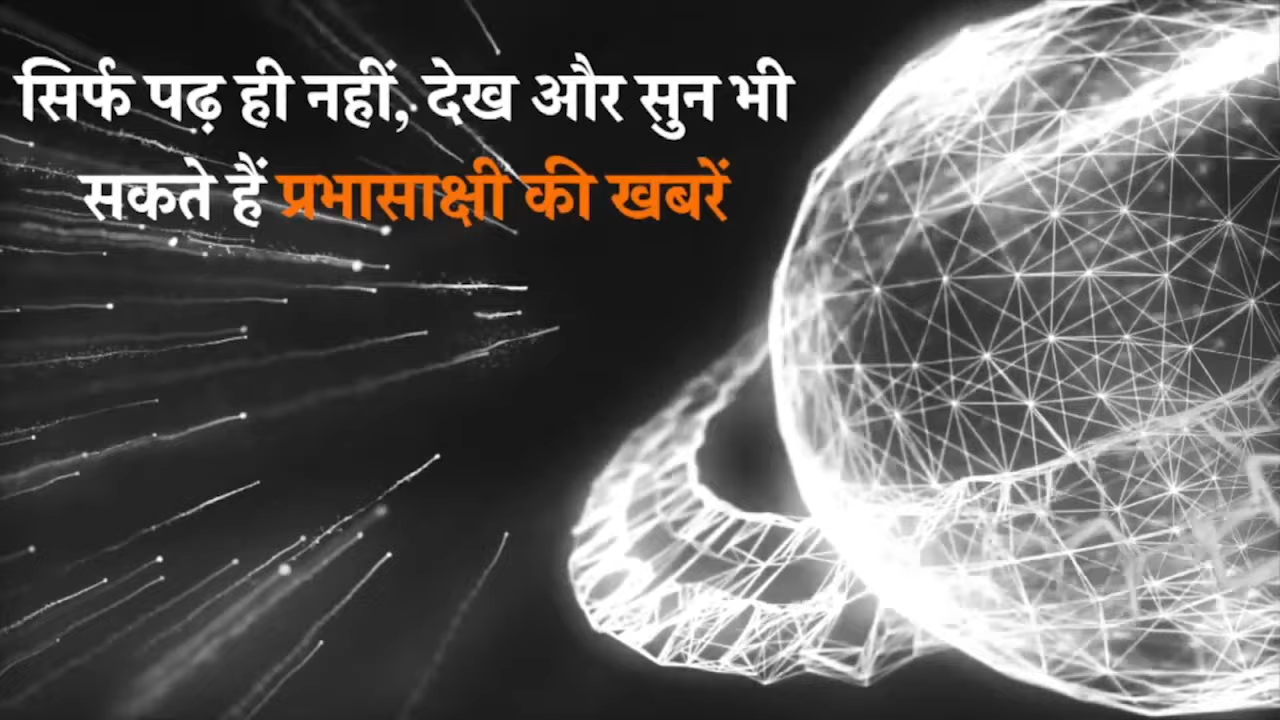 सिर्फ पढ़ ही नहीं, देख और सुन भी
सकते हैं प्रभासाक्षी की खबरें